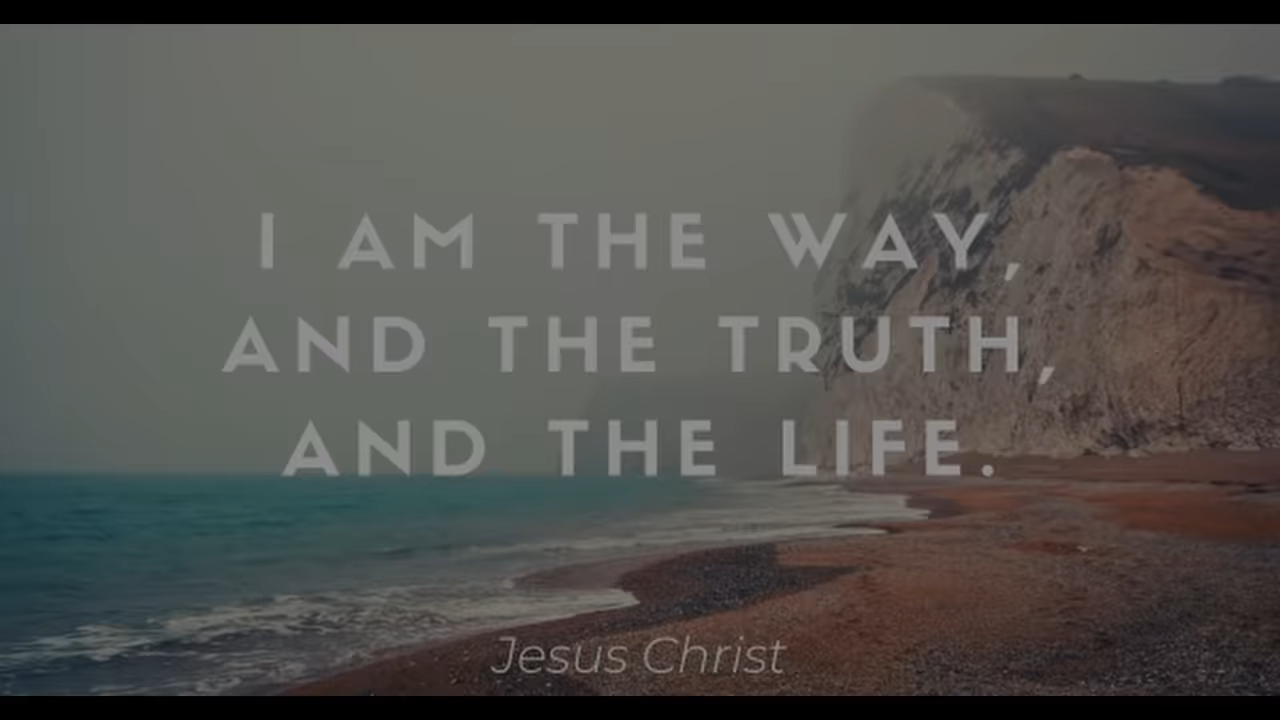 I AM THE WAY,
AND THE TRUTH,
AND THE LIFE.
Jesus Christ